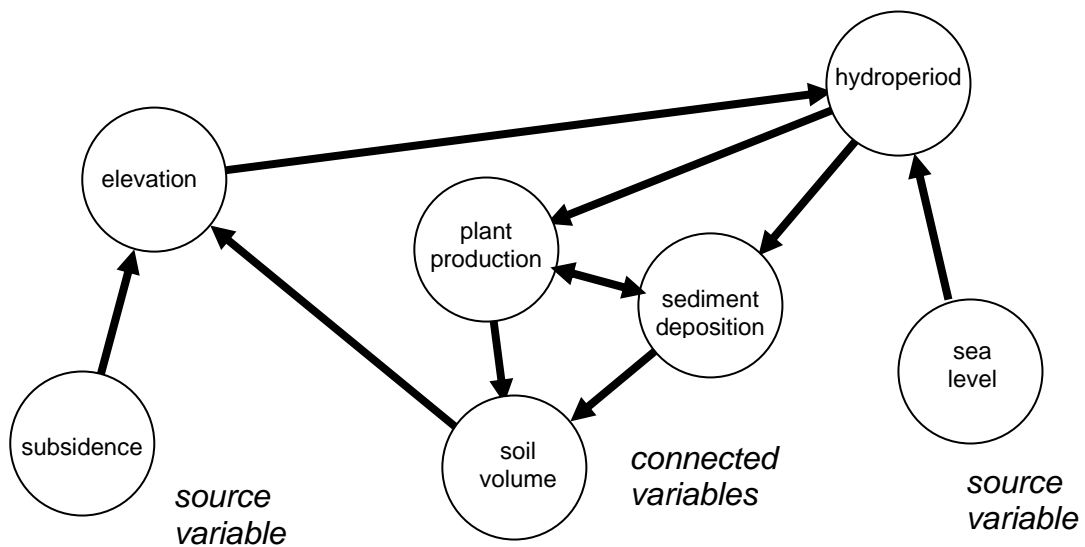 hydroperiod
elevation
plant
production
sediment
deposition
sea
level
subsidence
soil
volume
connected
variables
source
variable
source
variable